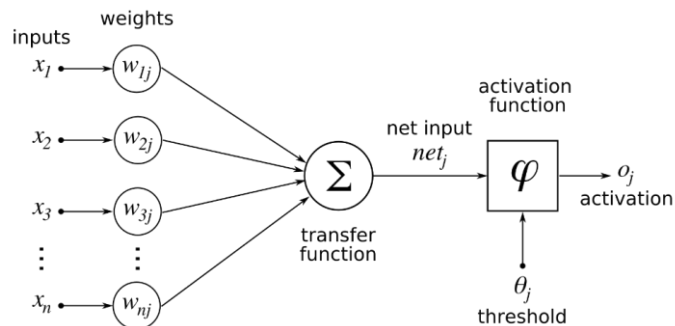 inputs
weights
x1
w1j
x2
w2j
x3
w3j
⋮
⋮
xn
wnj
Σ
transfer
function
net input
netj
activation
function
φ
oj
activation
θj
threshold